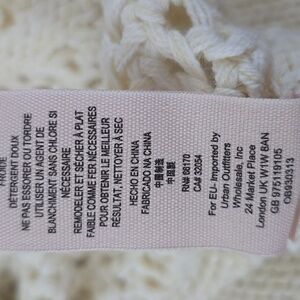 FROIDE
DÉTERGENT DOUX
NE PAS ESSORER OU TORDRE
UTILISER UN AGENT DE
BLANCHIMENT SANS CHLORE SI
NÉCESSAIRE
REMODELER ET SÉCHER À PLAT
FAIBLE COMME FER NÉCESSAIRES
POUR OBTENIR LE MEILLEUR
RÉSULTAT, NETTOYER À SEC
HECHO EN CHINA
FABRICADO NA CHINA
中国制造
中國製
RN# 66170
CA# 32054
For EU- Imported by
Urban Outfitters
Wholesale, Inc
24 Market Place
London UK W1W 8AN
GB 975119105
OB930313